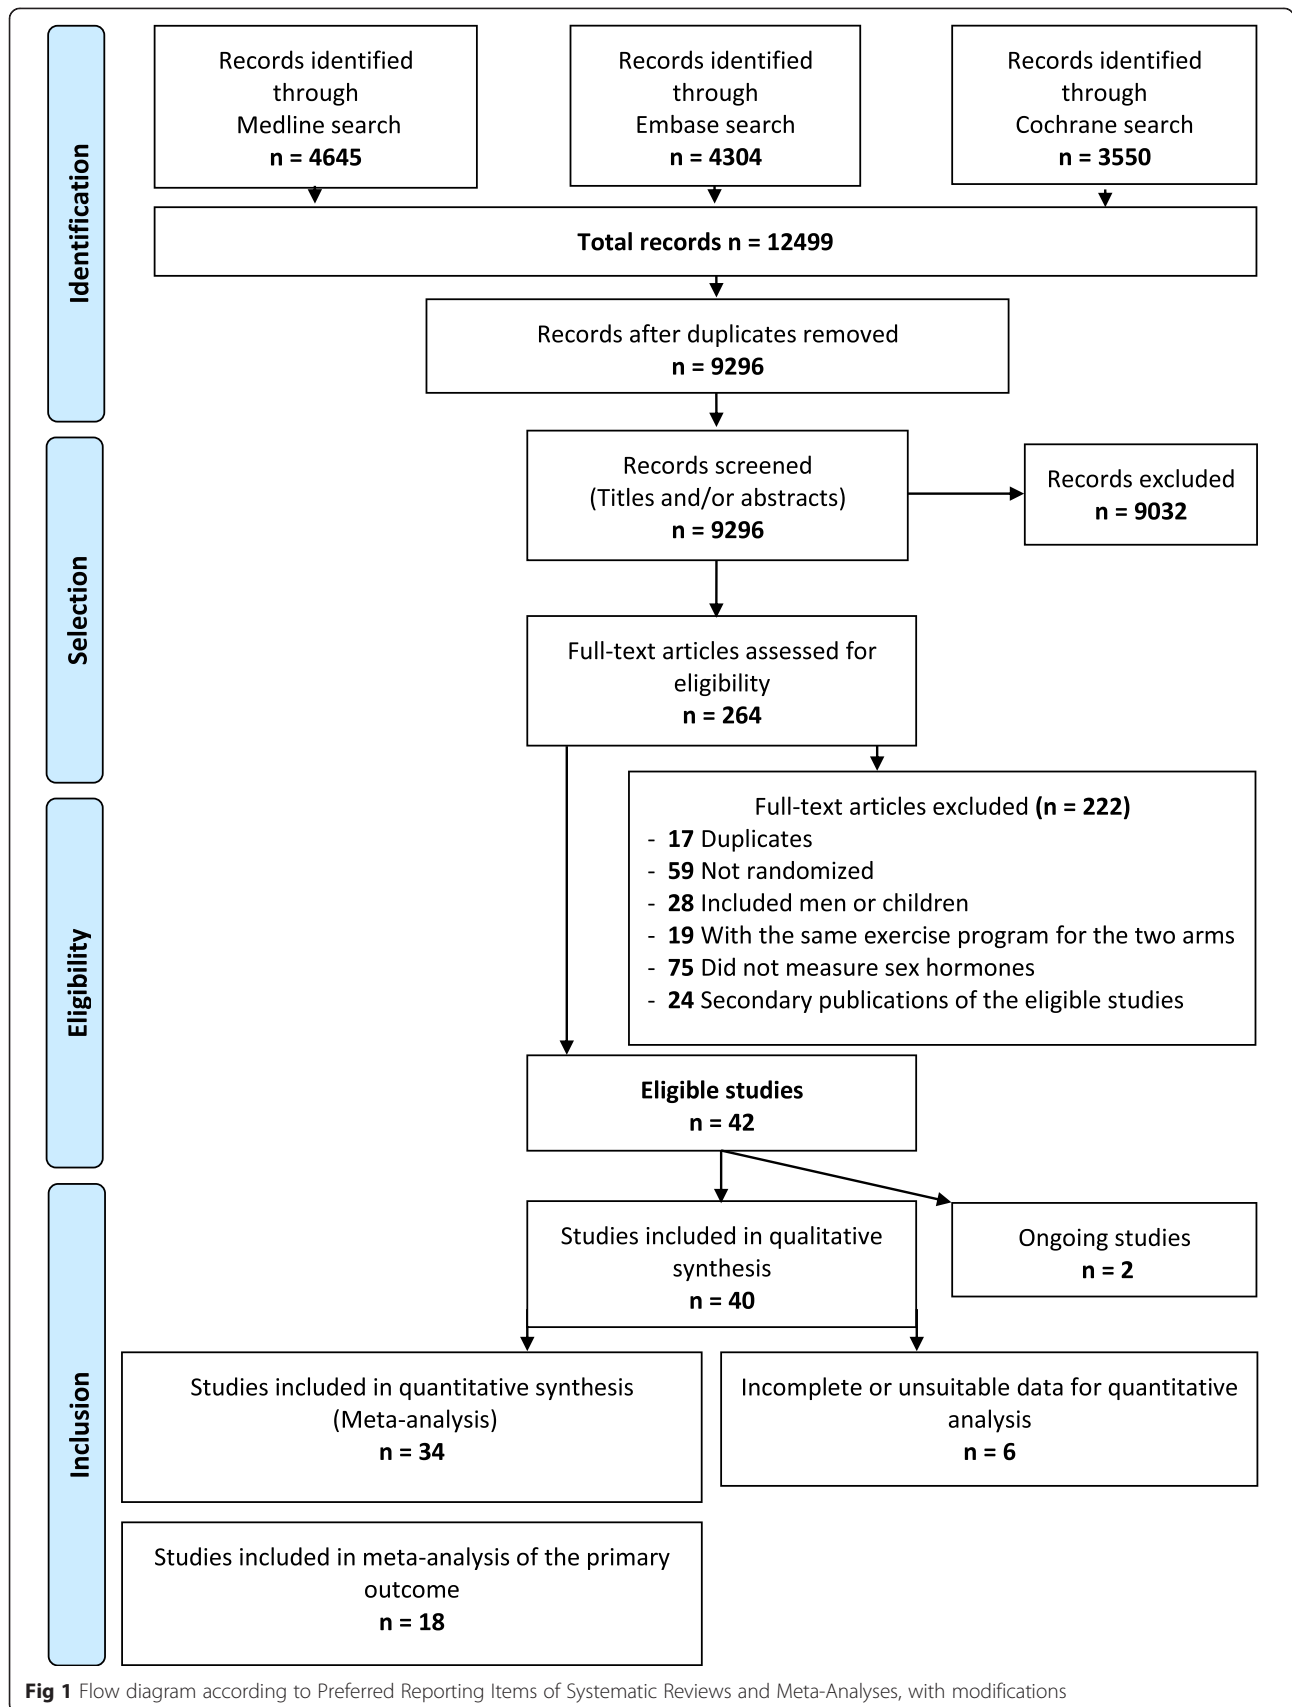 Identification
Records identified
through
Medline search
n = 4645
Records identified
through
Embase search
n = 4304
Records identified
through
Cochrane search
n = 3550
Total records n = 12499
Records after duplicates removed
n = 9296
Selection
Records screened
(Titles and/or abstracts)
n = 9296
Records excluded
n = 9032
Full-text articles assessed for
eligibility
n = 264
Eligibility
Full-text articles excluded (n = 222)
- 17 Duplicates
- 59 Not randomized
- 28 Included men or children
- 19 With the same exercise program for the two arms
- 75 Did not measure sex hormones
- 24 Secondary publications of the eligible studies
Eligible studies
n = 42
Inclusion
Studies included in qualitative
synthesis
n = 40
Ongoing studies
n = 2
Studies included in quantitative synthesis
(Meta-analysis)
n = 34
Incomplete or unsuitable data for quantitative
analysis
n = 6
Studies included in meta-analysis of the primary
outcome
n = 18
Fig 1 Flow diagram according to Preferred Reporting Items of Systematic Reviews and Meta-Analyses, with modifications